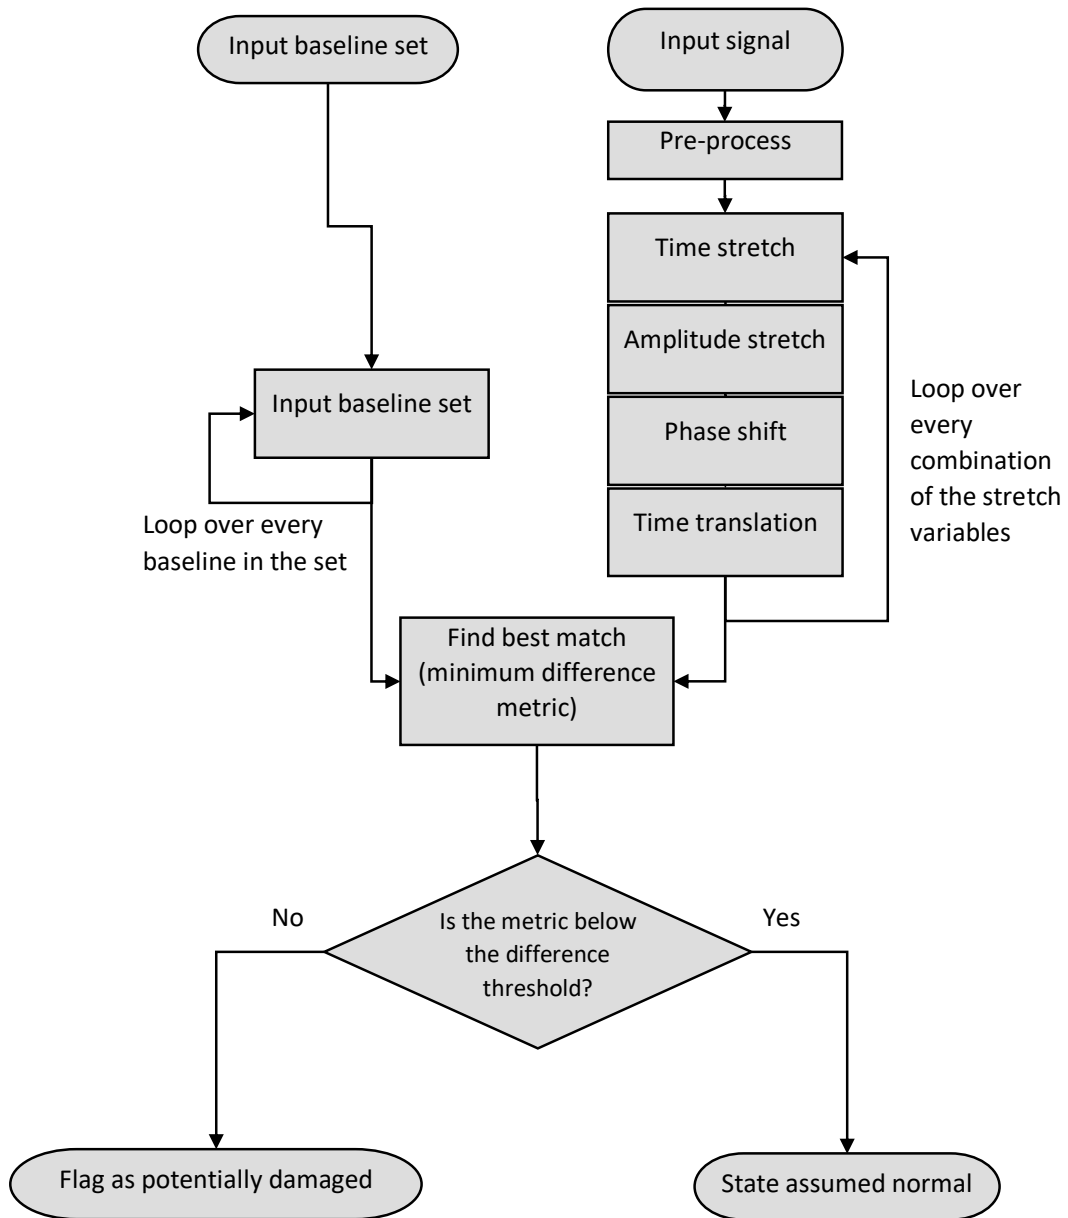 Input baseline set
Input signal
Pre-process
Time stretch
Amplitude stretch
Phase shift
Time translation
Loop over
every
combination
of the stretch
variables
Input baseline set
Loop over every
baseline in the set
Find best match
(minimum difference
metric)
No
Is the metric below
the difference
threshold?
Yes
Flag as potentially damaged
State assumed normal